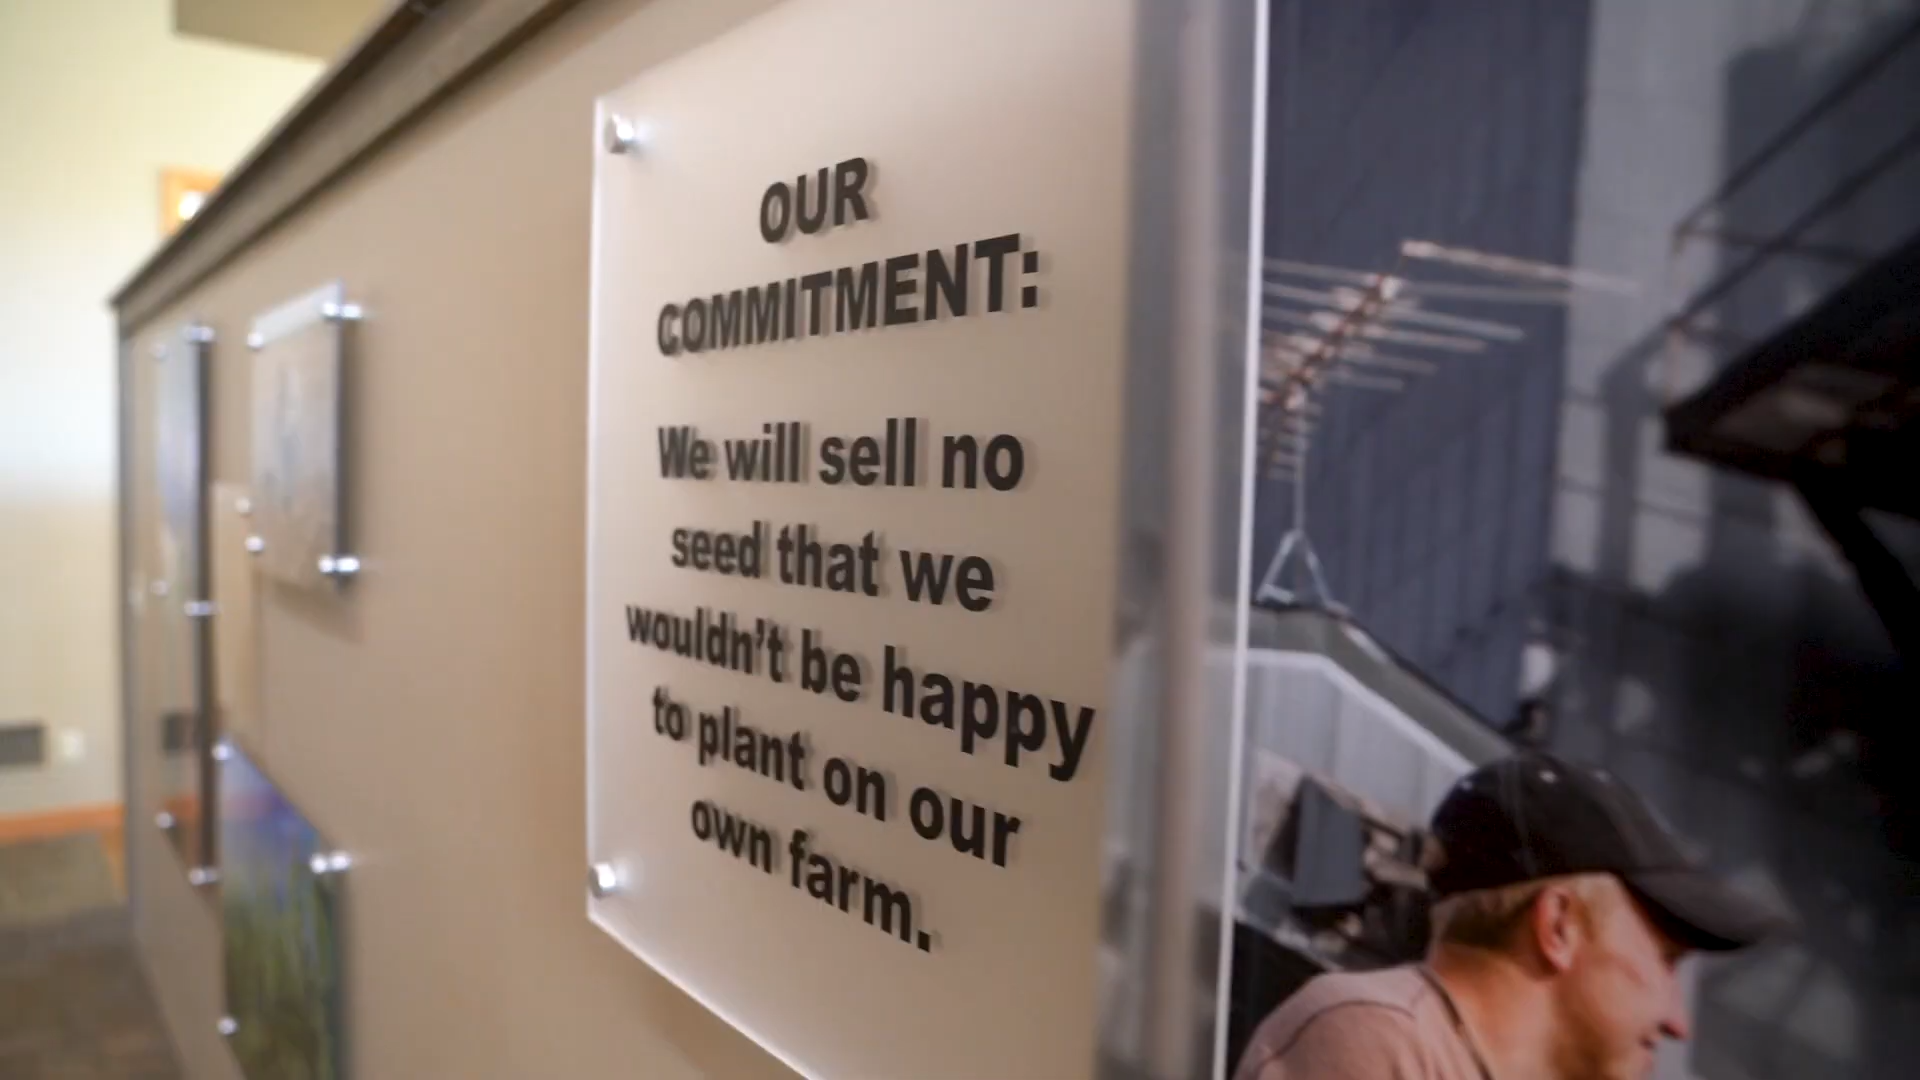 OUR
COMMITMENT:
We will sell no
seed that we
wouldn't be happy
to plant on our
own farm.